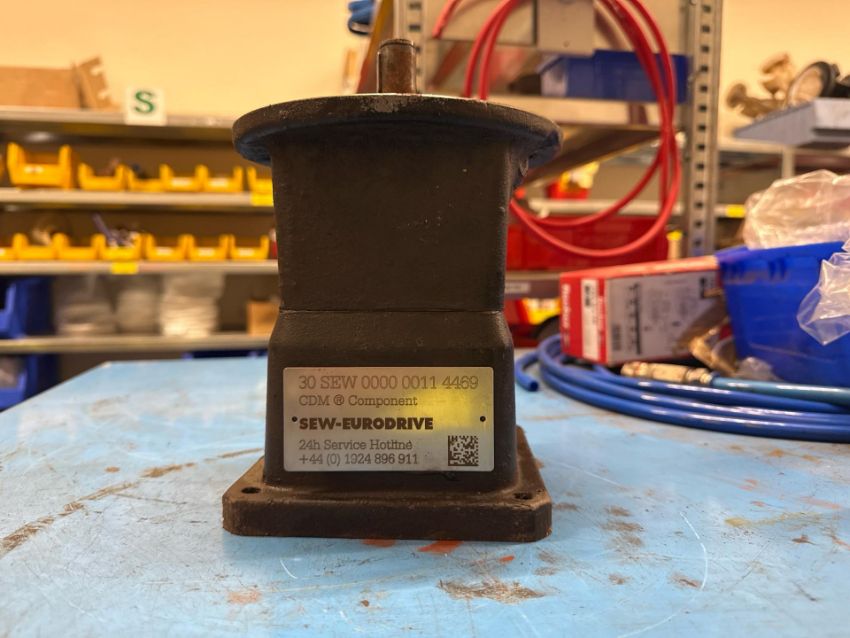 S
30 SEW 0000 0011 4469
CDM ® Component
SEW-EURODRIVE
24h Service Hotline
+44 (0) 1924 896 911